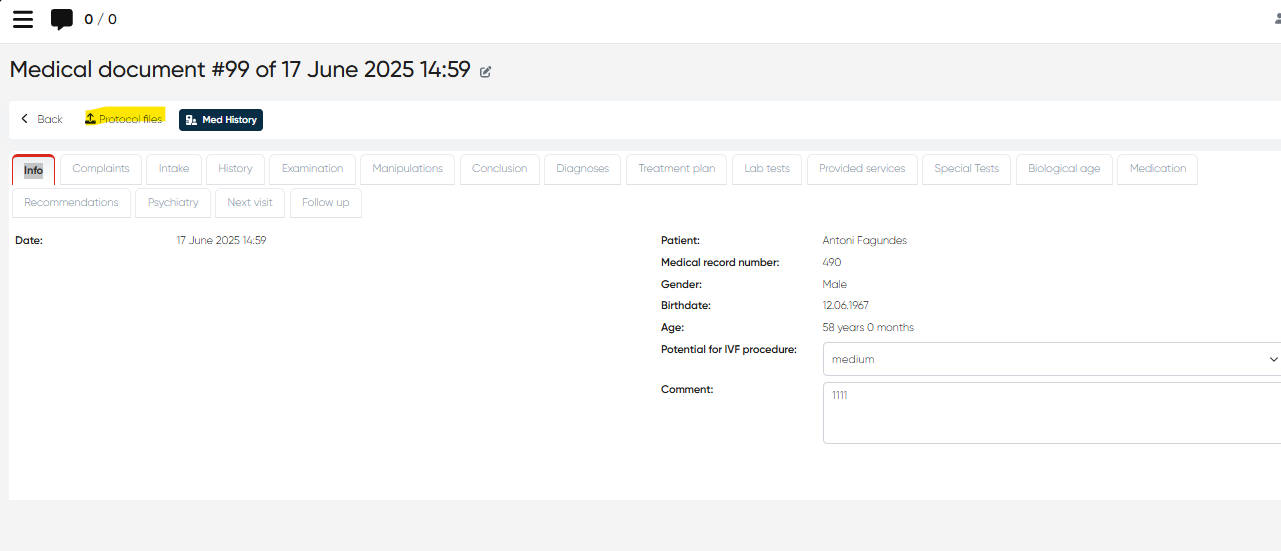 0 / 0
Medical document #99 of 17 June 2025 14:59
Back Protocol files Med History
Info Complaints Intake History Examination Manipulations Conclusion Diagnoses Treatment plan Lab tests Provided services Special Tests Biological age Medication
Recommendations Psychiatry Next visit Follow up
Date: 17 June 2025 14:59
Patient: Antoni Fagundes
Medical record number: 490
Gender: Male
Birthdate: 12.06.1967
Age: 58 years 0 months
Potential for IVF procedure: medium
Comment: 1111